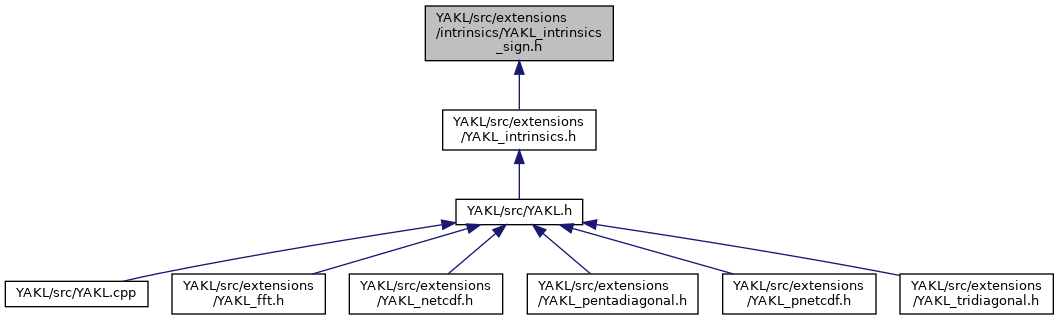 YAKL/src/extensions
/intrinsics/YAKL_intrinsics
_sign.h
YAKL/src/extensions
/YAKL_intrinsics.h
YAKL/src/YAKL.h
YAKL/src/YAKL.cpp
YAKL/src/extensions
/YAKL_fft.h
YAKL/src/extensions
/YAKL_netcdf.h
YAKL/src/extensions
/YAKL_pentadiagonal.h
YAKL/src/extensions
/YAKL_pnetcdf.h
YAKL/src/extensions
/YAKL_tridiagonal.h